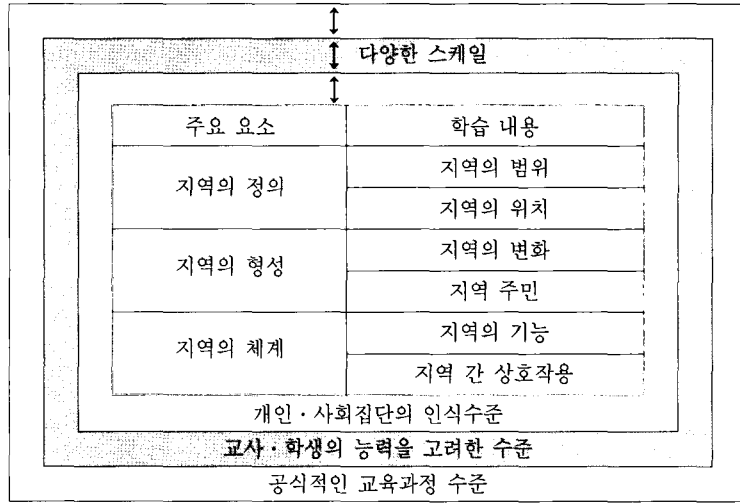 다양한 스케일
주요 요소 학습 내용
지역의 정의
지역의 범위
지역의 위치
지역의 형성
지역의 변화
지역 주민
지역의 체계
지역의 기능
지역 간 상호작용
개인·사회집단의 인식수준
교사·학생의 능력을 고려한 수준
공식적인 교육과정 수준